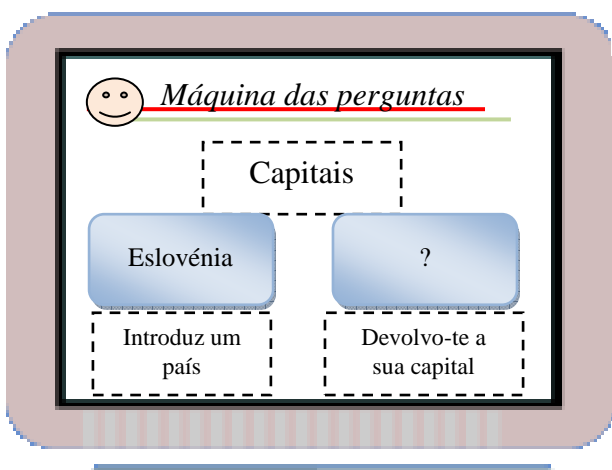 Máquina das perguntas
Capitais
Eslovénia
?
Introduz um
país
Devolvo-te a
sua capital